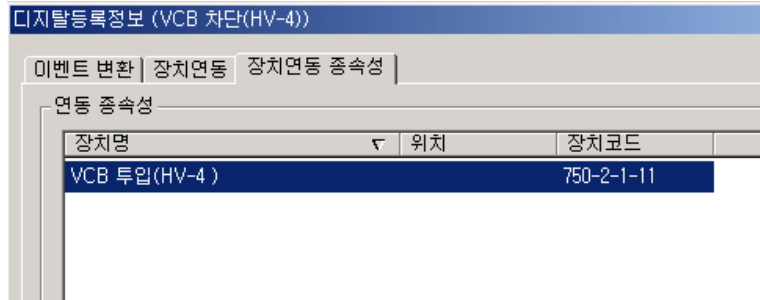 디지탈등록정보 (VCB 차단(HV-4))
이벤트 변환 장치연동 장치연동 종속성
연동 종속성
장치명 위치 장치코드
VCB 투입(HV-4 ) 750-2-1-11